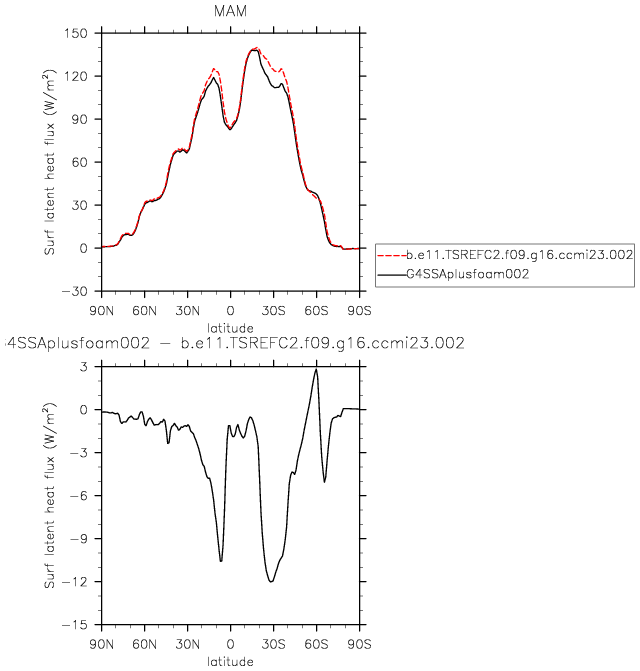 MAM
Surf latent heat flux (W/m²)
150
120
90
60
30
0
−30
90N 60N 30N 0 30S 60S 90S
latitude
b.e11.TSREFC2.f09.g16.ccmi23.002
G4SSAplusfoam002
4SSAplusfoam002 − b.e11.TSREFC2.f09.g16.ccmi23.002
Surf latent heat flux (W/m²)
3
0
−3
−6
−9
−12
−15
90N 60N 30N 0 30S 60S 90S
latitude